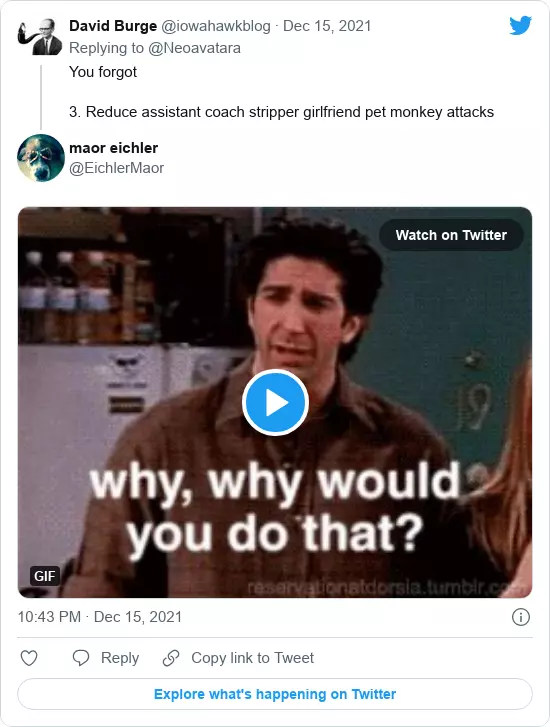 David Burge @iowahawkblog · Dec 15, 2021
Replying to @Neoavatara
You forgot
3. Reduce assistant coach stripper girlfriend pet monkey attacks
maor eichler
@EichlerMaor
Watch on Twitter
19
why, why would
you do that?
GIF
reservationatdorsia.tumblr.com
10:43 PM · Dec 15, 2021
Reply
Copy link to Tweet
Explore what's happening on Twitter